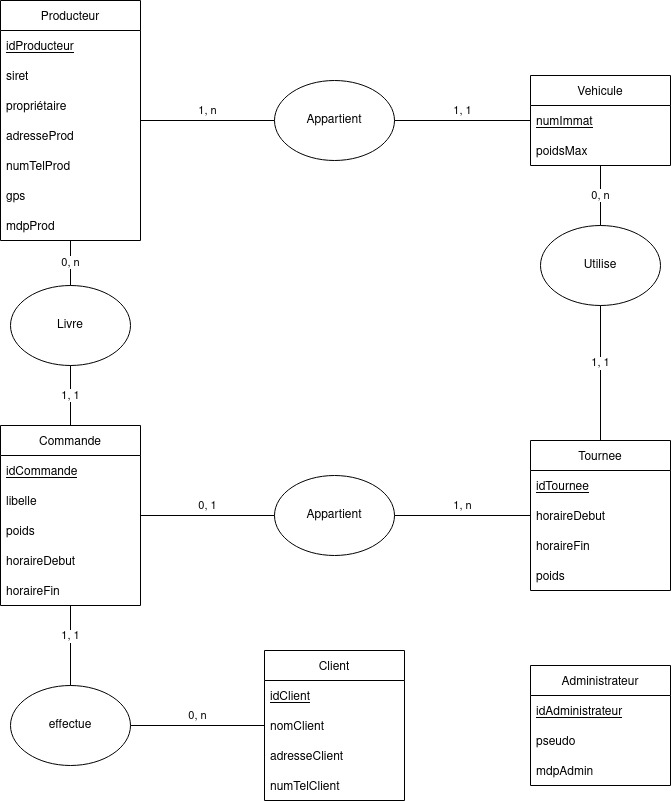 Producteur
idProducteur
siret
propriétaire
adresseProd
numTelProd
gps
mdpProd
1, n
Appartient
1, 1
Vehicule
numImmat
poidsMax
0, n
Livre
1, 1
0, n
Utilise
1, 1
Commande
idCommande
libelle
poids
horaireDebut
horaireFin
0, 1
Appartient
1, n
Tournee
idTournee
horaireDebut
horaireFin
poids
1, 1
effectue
0, n
Client
idClient
nomClient
adresseClient
numTelClient
Administrateur
idAdministrateur
pseudo
mdpAdmin